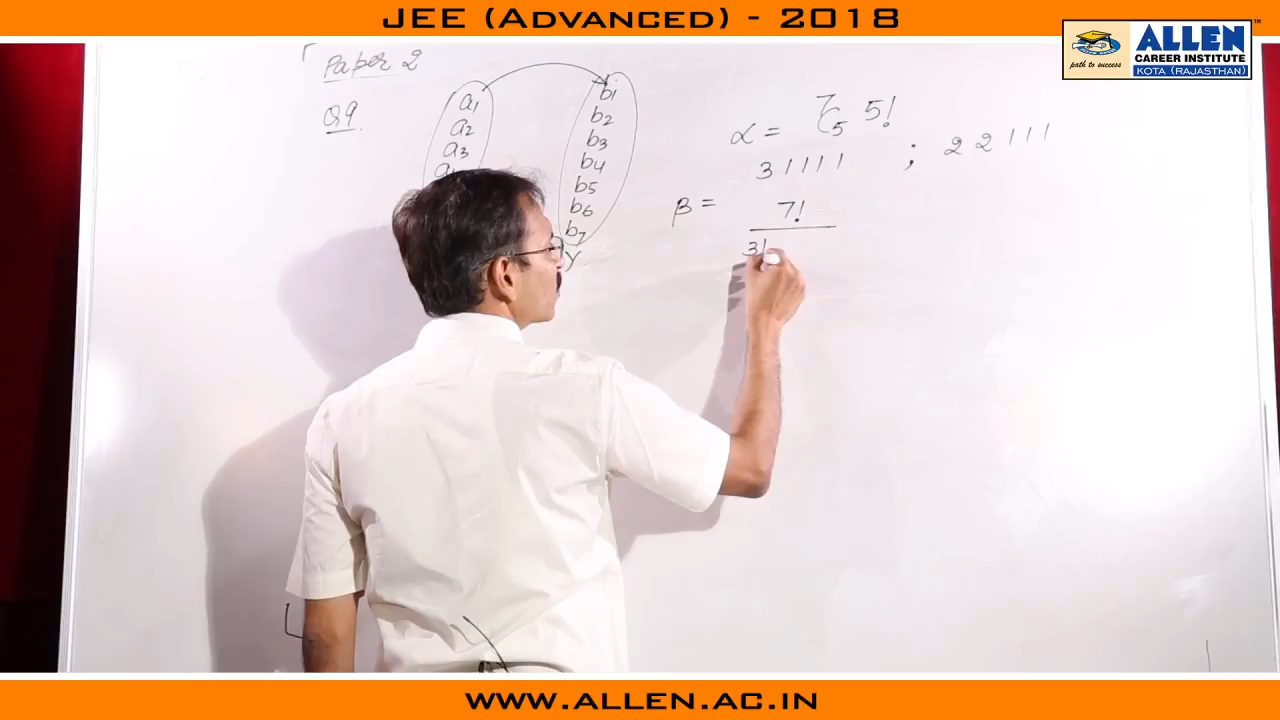 JEE (ADVANCED) - 2018
ALLEN
CAREER INSTITUTE
KOTA (RAJASTHAN)
path to success
TM
Paper 2
Q9
a1
a2
a3
b1
b2
b3
b4
b5
b6
b7
Y
α = 7C5 5!
3 1 1 1 1 ; 2 2 1 1 1
β = 7!
3!
WWW.ALLEN.AC.IN